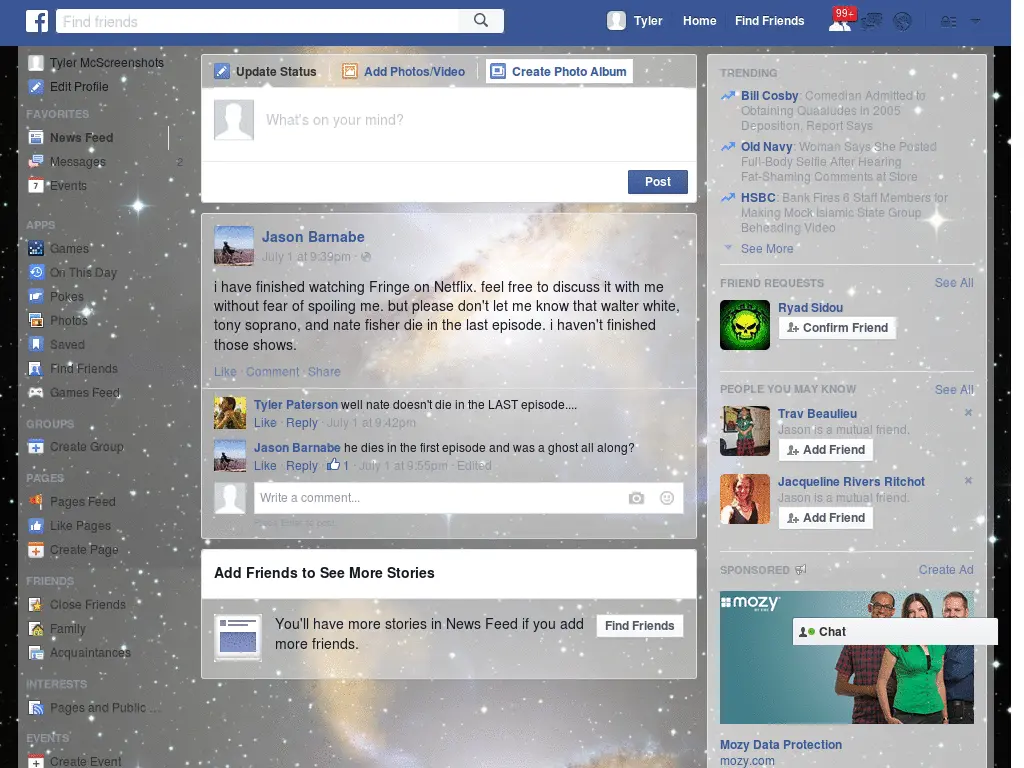 Find friends
Tyler
Home
Find Friends
99+
Tyler McScreenshots
Edit Profile
FAVORITES
News Feed
Messages 2
7 Events
APPS
Games
On This Day
Pokes
Photos
Saved
Find Friends
Games Feed
GROUPS
Create Group
PAGES
Pages Feed
Like Pages
Create Page
FRIENDS
Close Friends
Family
Acquaintances
INTERESTS
Pages and Public ...
EVENTS
Create Event
Update Status
Add Photos/Video
Create Photo Album
What's on your mind?
Post
Jason Barnabe
July 1 at 9:39pm ·
i have finished watching Fringe on Netflix. feel free to discuss it with me
without fear of spoiling me. but please don't let me know that walter white,
tony soprano, and nate fisher die in the last episode. i haven't finished
those shows.
Like · Comment · Share
Tyler Paterson well nate doesn't die in the LAST episode....
Like · Reply · July 1 at 9:42pm
Jason Barnabe he dies in the first episode and was a ghost all along?
Like · Reply · 1 · July 1 at 9:55pm · Edited
Write a comment...
Press Enter to post.
Add Friends to See More Stories
You'll have more stories in News Feed if you add
more friends.
Find Friends
TRENDING
Bill Cosby: Comedian Admitted to
Obtaining Quaaludes in 2005
Deposition, Report Says
Old Navy: Woman Says She Posted
Full-Body Selfie After Hearing
Fat-Shaming Comments at Store
HSBC: Bank Fires 6 Staff Members for
Making Mock Islamic State Group
Beheading Video
See More
FRIEND REQUESTS See All
Ryad Sidou
Confirm Friend
PEOPLE YOU MAY KNOW See All
Trav Beaulieu
Jason is a mutual friend.
Add Friend
Jacqueline Rivers Ritchot
Jason is a mutual friend.
Add Friend
SPONSORED Create Ad
mozy
Chat
Mozy Data Protection
mozy.com